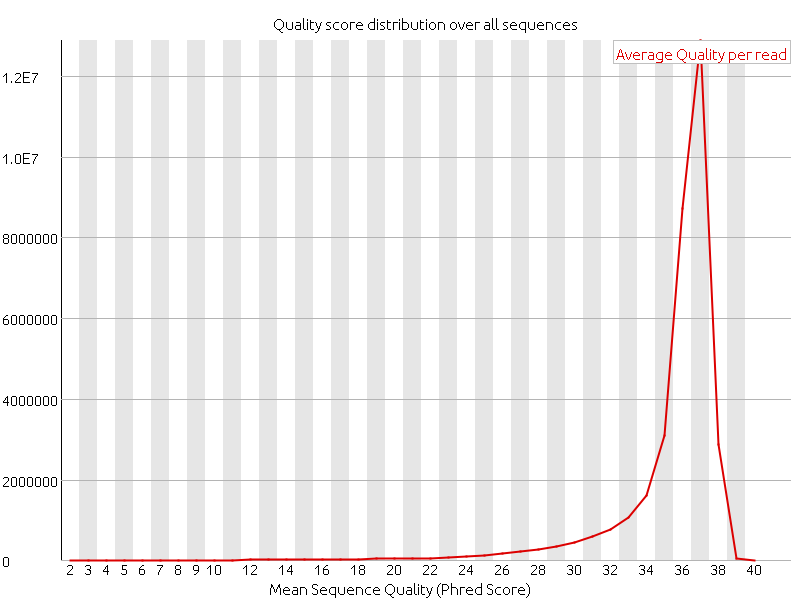 Quality score distribution over all sequences
Average Quality per read
1.2E7
1.0E7
8000000
6000000
4000000
2000000
0
2 3 4 5 6 7 8 9 10 12 14 16 18 20 22 24 26 28 30 32 34 36 38 40
Mean Sequence Quality (Phred Score)